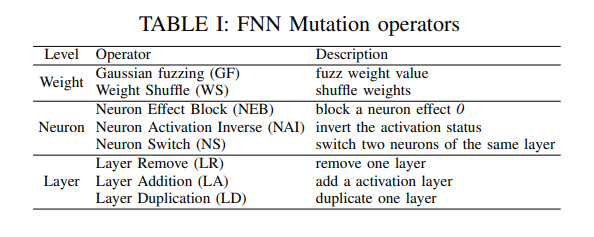 TABLE I: FNN Mutation operators
Level Operator Description
Weight Gaussian fuzzing (GF) fuzz weight value
Weight Shuffle (WS) shuffle weights
Neuron Effect Block (NEB) block a neuron effect 0
Neuron Neuron Activation Inverse (NAI) invert the activation status
Neuron Switch (NS) switch two neurons of the same layer
Layer Remove (LR) remove one layer
Layer Layer Addition (LA) add a activation layer
Layer Duplication (LD) duplicate one layer